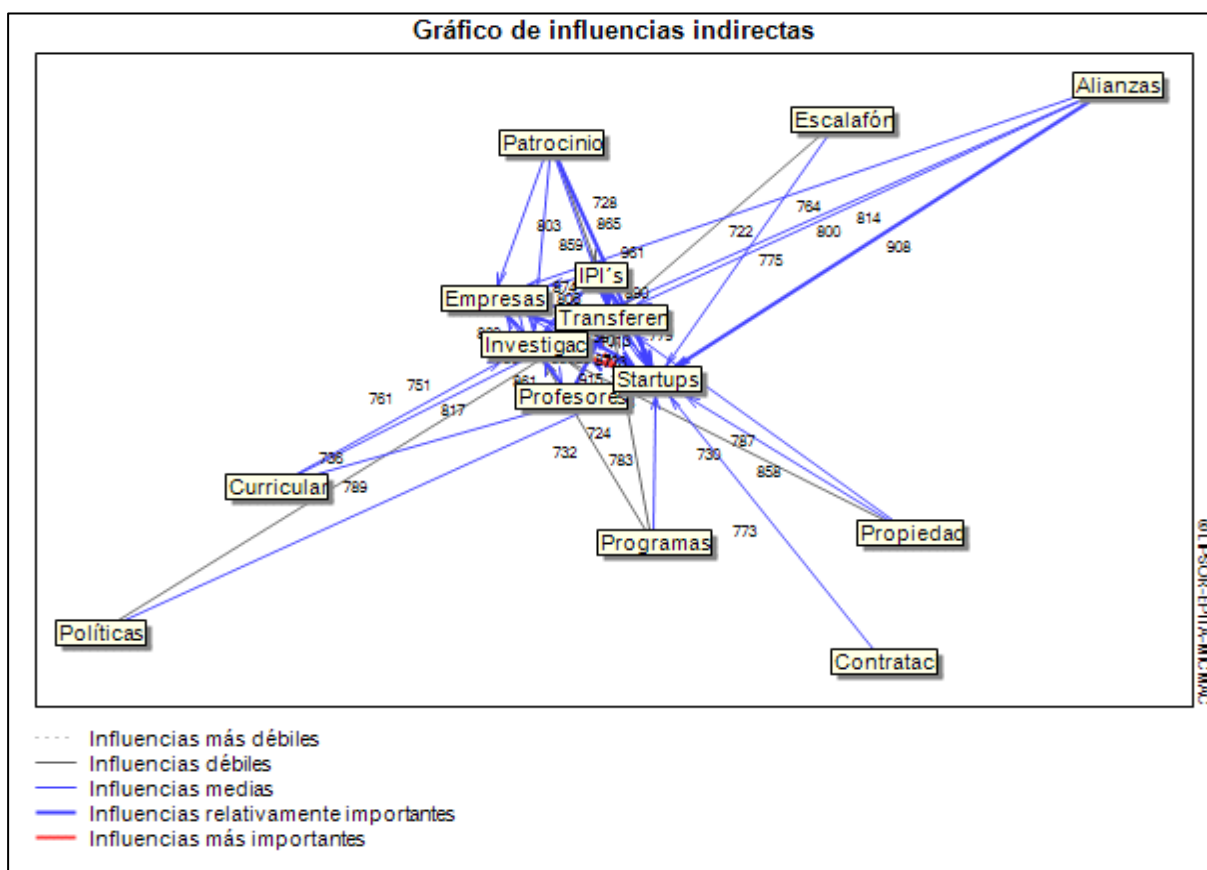 Gráfico de influencias indirectas
Alianzas
Escalafón
Patrocinio
728
764
803
865
722
800
814
859
961
775
908
IPI´s
Empresas
Transferen
Investigac
Startups
915
Profesores
751
761
817
724
787
736
732
783
730
858
Curricular
789
Programas
773
Propiedad
Políticas
Contratac
Influencias más débiles
Influencias débiles
Influencias medias
Influencias relativamente importantes
Influencias más importantes